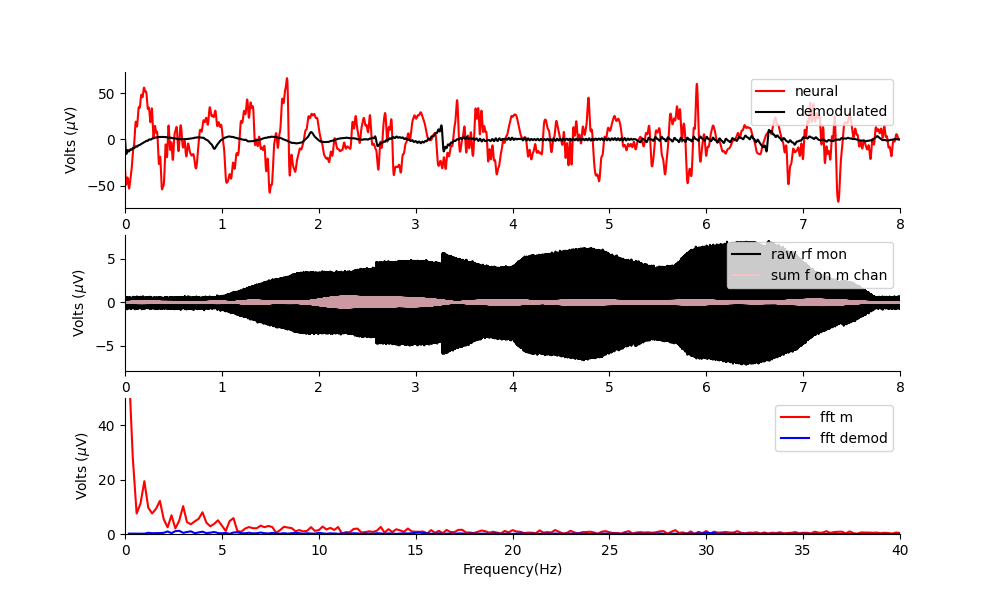 Volts (μV)
50
0
−50
neural
demodulated
0 1 2 3 4 5 6 7 8
Volts (μV)
5
0
−5
raw rf mon
sum f on m chan
0 1 2 3 4 5 6 7 8
Volts (μV)
40
20
0
fft m
fft demod
0 5 10 15 20 25 30 35 40
Frequency(Hz)